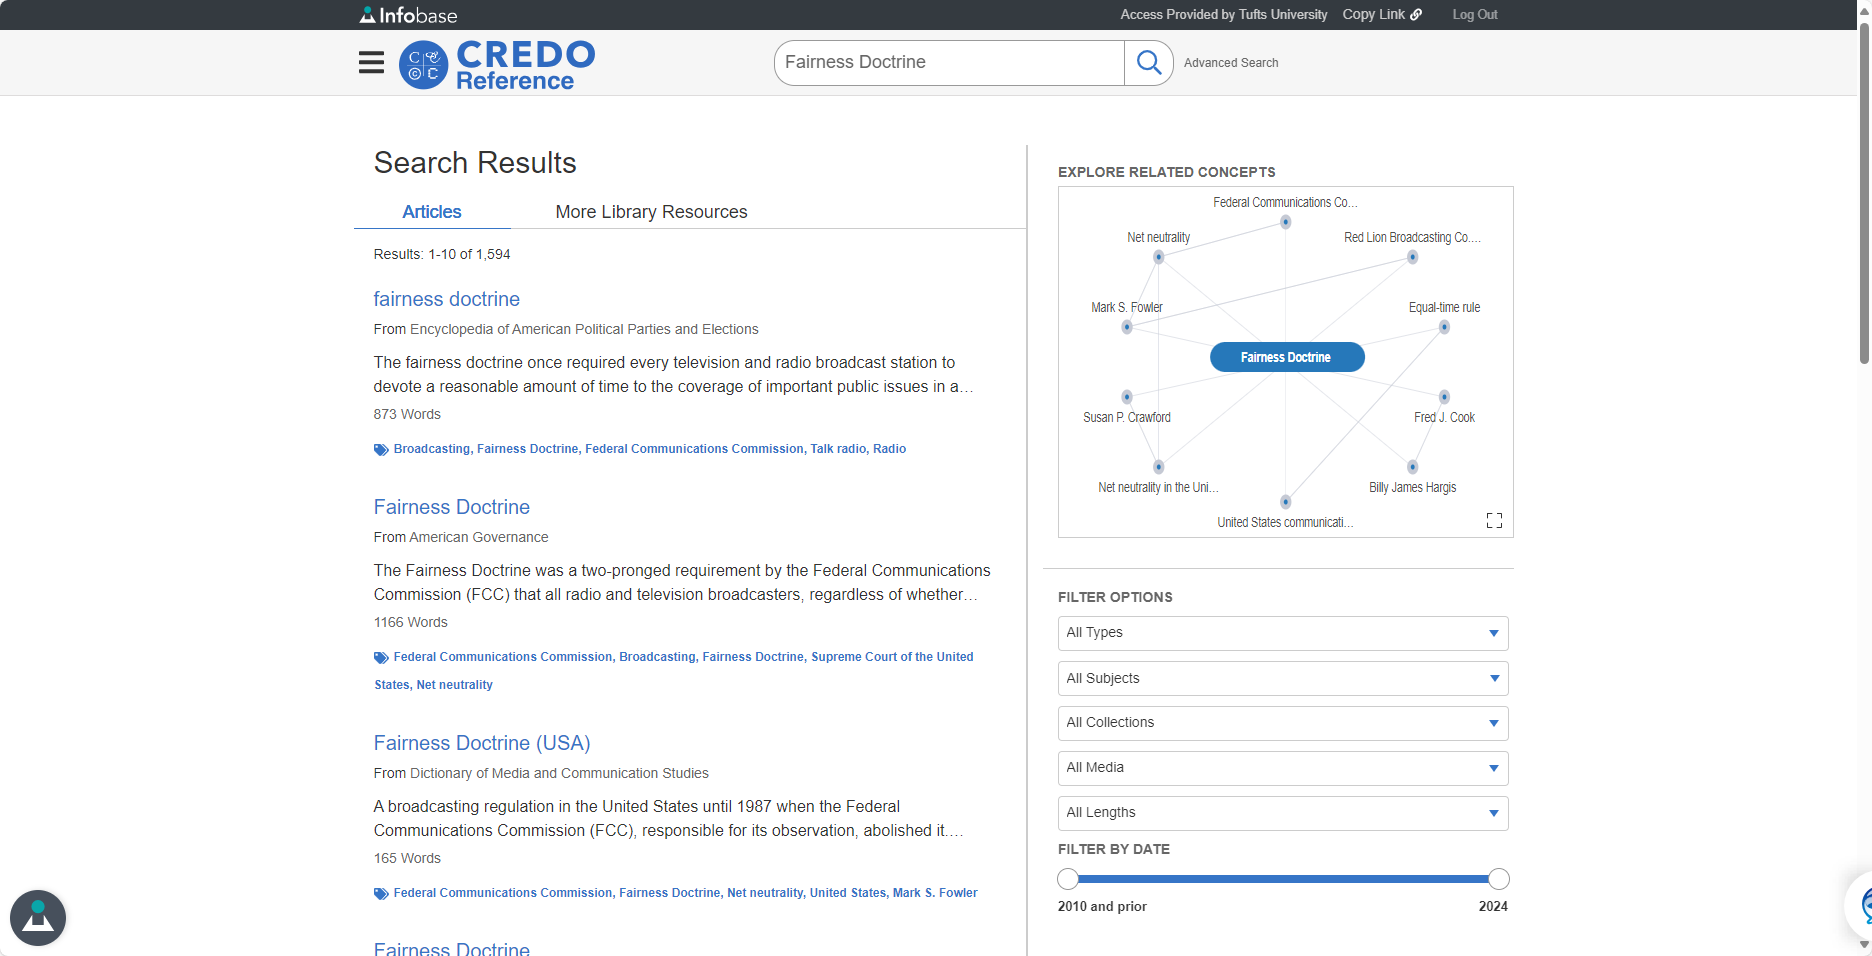 Infobase
Access Provided by Tufts University
Copy Link
Log Out
CREDO
Reference
Fairness Doctrine
Advanced Search
Search Results
Articles
More Library Resources
Results: 1-10 of 1,594
fairness doctrine
From Encyclopedia of American Political Parties and Elections
The fairness doctrine once required every television and radio broadcast station to
devote a reasonable amount of time to the coverage of important public issues in a…
873 Words
Broadcasting, Fairness Doctrine, Federal Communications Commission, Talk radio, Radio
Fairness Doctrine
From American Governance
The Fairness Doctrine was a two-pronged requirement by the Federal Communications
Commission (FCC) that all radio and television broadcasters, regardless of whether…
1166 Words
Federal Communications Commission, Broadcasting, Fairness Doctrine, Supreme Court of the United
States, Net neutrality
Fairness Doctrine (USA)
From Dictionary of Media and Communication Studies
A broadcasting regulation in the United States until 1987 when the Federal
Communications Commission (FCC), responsible for its observation, abolished it.…
165 Words
Federal Communications Commission, Fairness Doctrine, Net neutrality, United States, Mark S. Fowler
Fairness Doctrine
EXPLORE RELATED CONCEPTS
Federal Communications Co…
Net neutrality
Red Lion Broadcasting Co.…
Mark S. Fowler
Equal-time rule
Fairness Doctrine
Susan P. Crawford
Fred J. Cook
Net neutrality in the Uni…
Billy James Hargis
United States communicati…
FILTER OPTIONS
All Types
All Subjects
All Collections
All Media
All Lengths
FILTER BY DATE
2010 and prior
2024